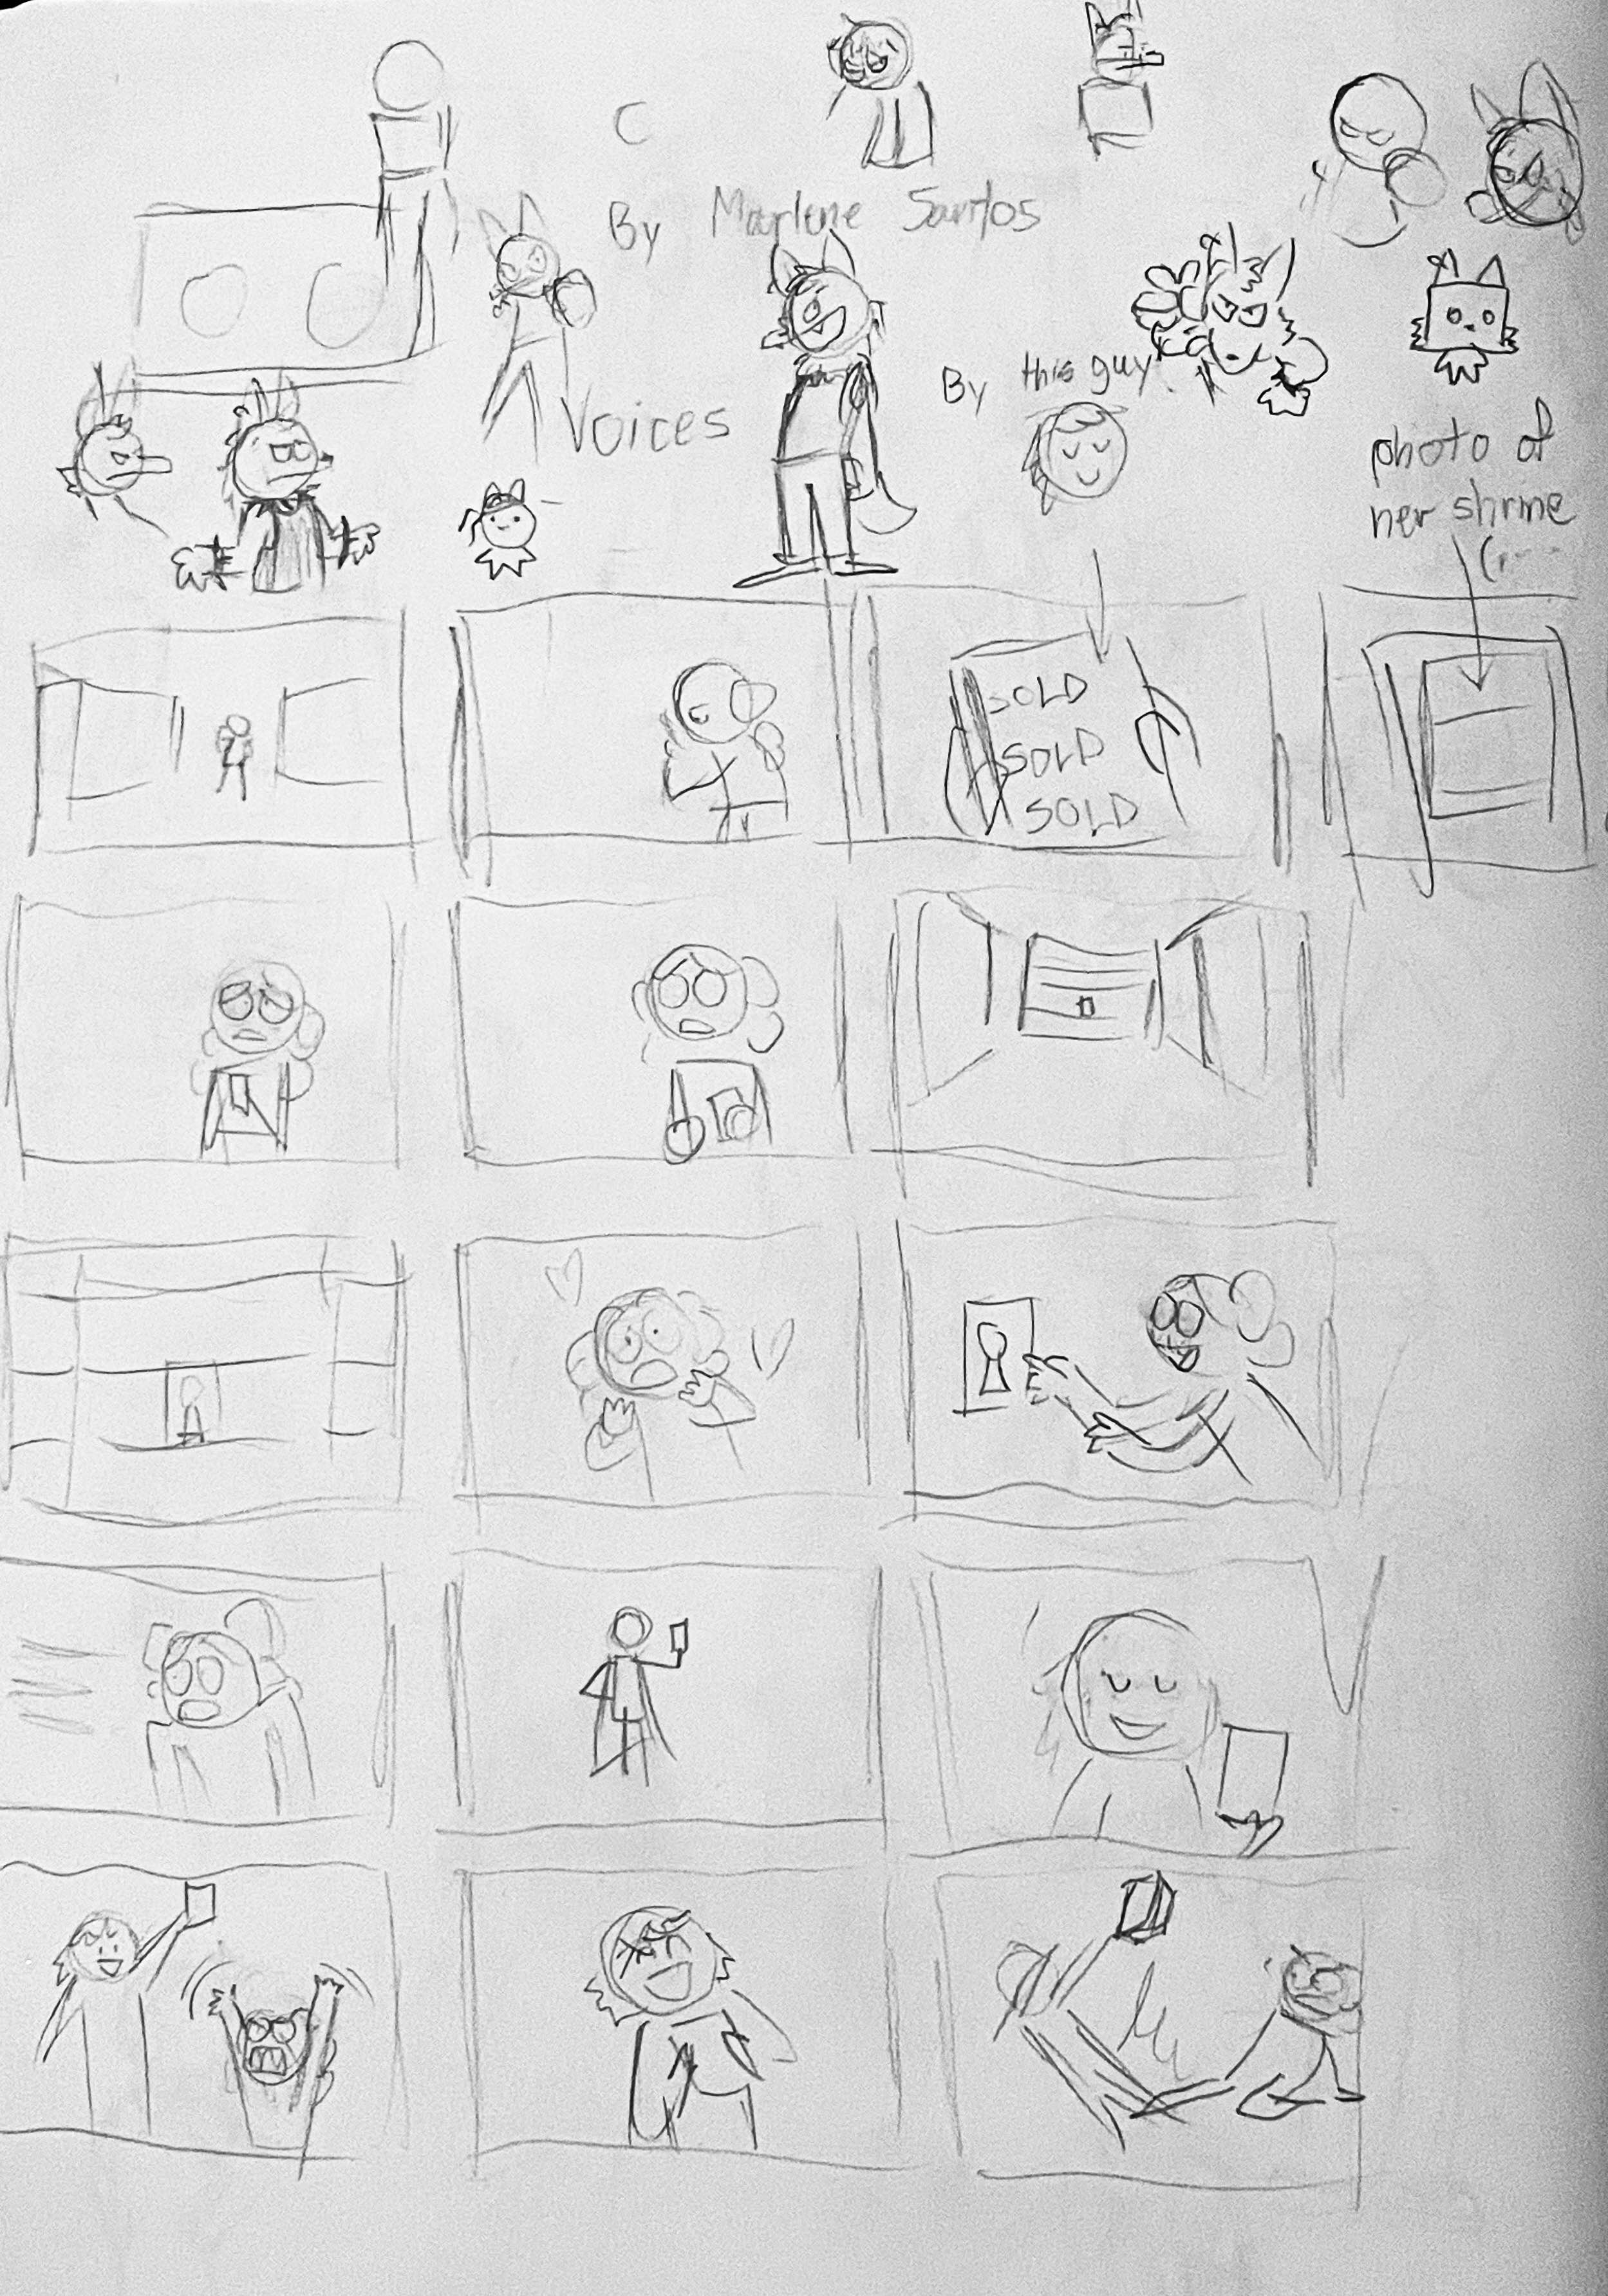 C
By Marlene Santos
By this guy.
Voices
photo of
her shrine
SOLD
SOLD
SOLD